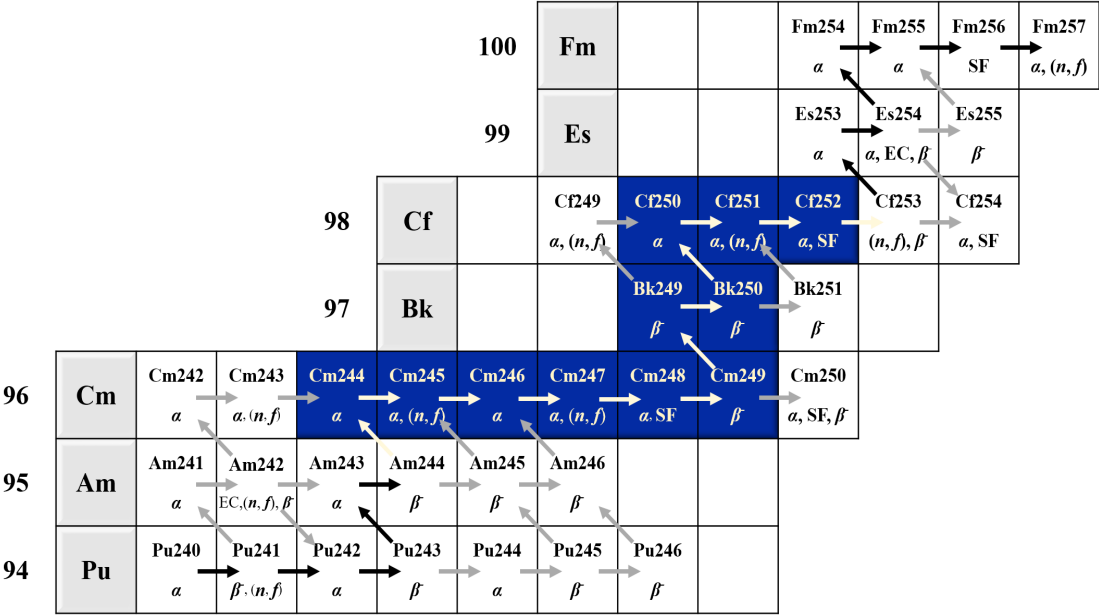 100 Fm Fm254 Fm255 Fm256 Fm257
α α SF α, (n, f)
99 Es Es253 Es254 Es255
α α, EC, β⁻ β⁻
98 Cf Cf249 Cf250 Cf251 Cf252 Cf253 Cf254
α, (n, f) α α, (n, f) α, SF (n, f), β⁻ α, SF
97 Bk Bk249 Bk250 Bk251
β⁻ β⁻ β⁻
96 Cm Cm242 Cm243 Cm244 Cm245 Cm246 Cm247 Cm248 Cm249 Cm250
α α, (n, f) α α, (n, f) α α, (n, f) α, SF β⁻ α, SF, β⁻
95 Am Am241 Am242 Am243 Am244 Am245 Am246
α EC,(n, f), β⁻ α β⁻ β⁻ β⁻
94 Pu Pu240 Pu241 Pu242 Pu243 Pu244 Pu245 Pu246
α β⁻, (n, f) α β⁻ α β⁻ β⁻